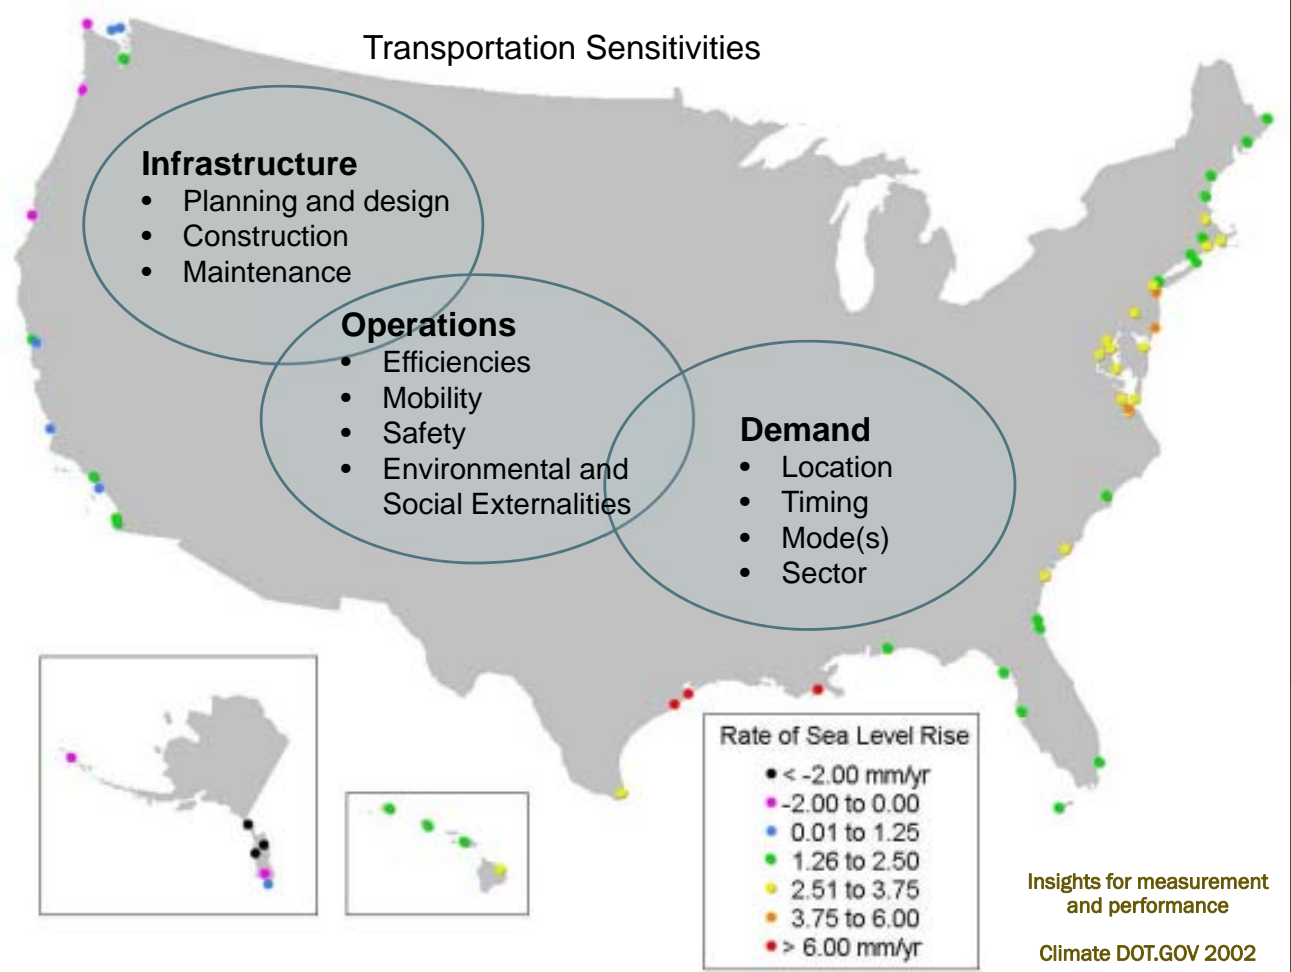 Transportation Sensitivities
Infrastructure
• Planning and design
• Construction
• Maintenance
Operations
• Efficiencies
• Mobility
• Safety
• Environmental and
Social Externalities
Demand
• Location
• Timing
• Mode(s)
• Sector
Rate of Sea Level Rise
< -2.00 mm/yr
-2.00 to 0.00
0.01 to 1.25
1.26 to 2.50
2.51 to 3.75
3.75 to 6.00
> 6.00 mm/yr
Insights for measurement
and performance
Climate DOT.GOV 2002